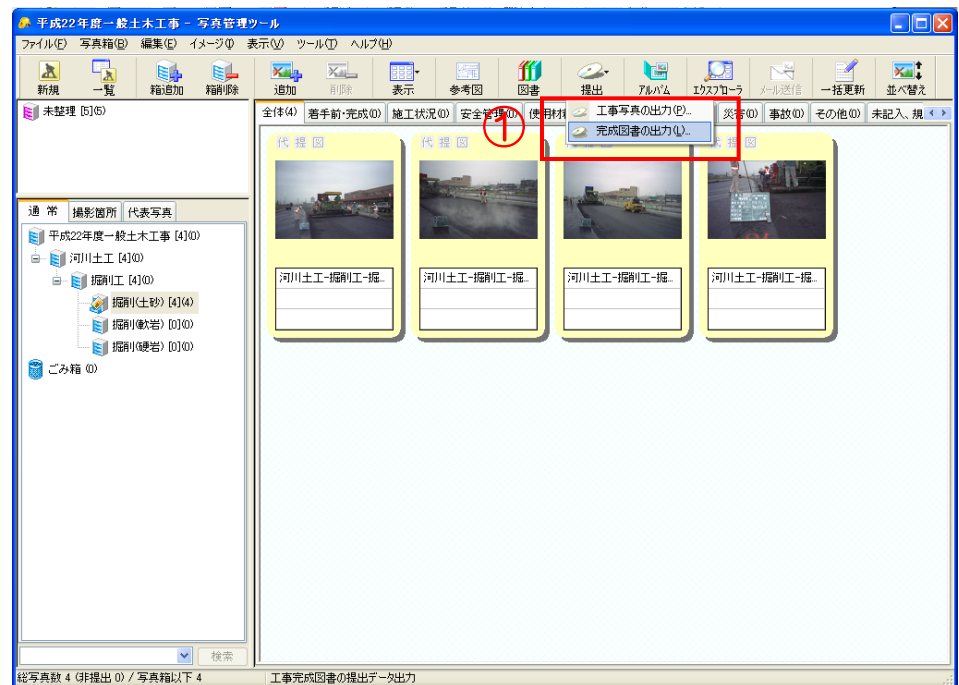 平成22年度一般土木工事 - 写真管理ツール
ファイル(F) 写真箱(B) 編集(E) イメージ(I) 表示(V) ツール(T) ヘルプ(H)
新規 一覧 箱追加 箱削除 追加 削除 表示 参考図 図書 提出 アルバム エクスプローラ メール送信 一括更新 並べ替え
未整理 [5](5)
全体(4) 着手前・完成(0) 施工状況(0) 安全管理(0) 使用材 災害(0) 事故(0) その他(0) 未記入、規
①
工事写真の出力(P)...
完成図書の出力(L)...
代 提 図
代 提 図
代 提 図
河川土工-掘削工-掘...
河川土工-掘削工-掘...
河川土工-掘削工-掘...
河川土工-掘削工-掘...
通 常 撮影箇所 代表写真
平成22年度一般土木工事 [4](0)
河川土工 [4](0)
掘削工 [4](0)
掘削(土砂) [4](4)
掘削(軟岩) [0](0)
掘削(硬岩) [0](0)
ごみ箱 (0)
検索
総写真数 4 (非提出 0) / 写真箱以下 4
工事完成図書の提出データ出力